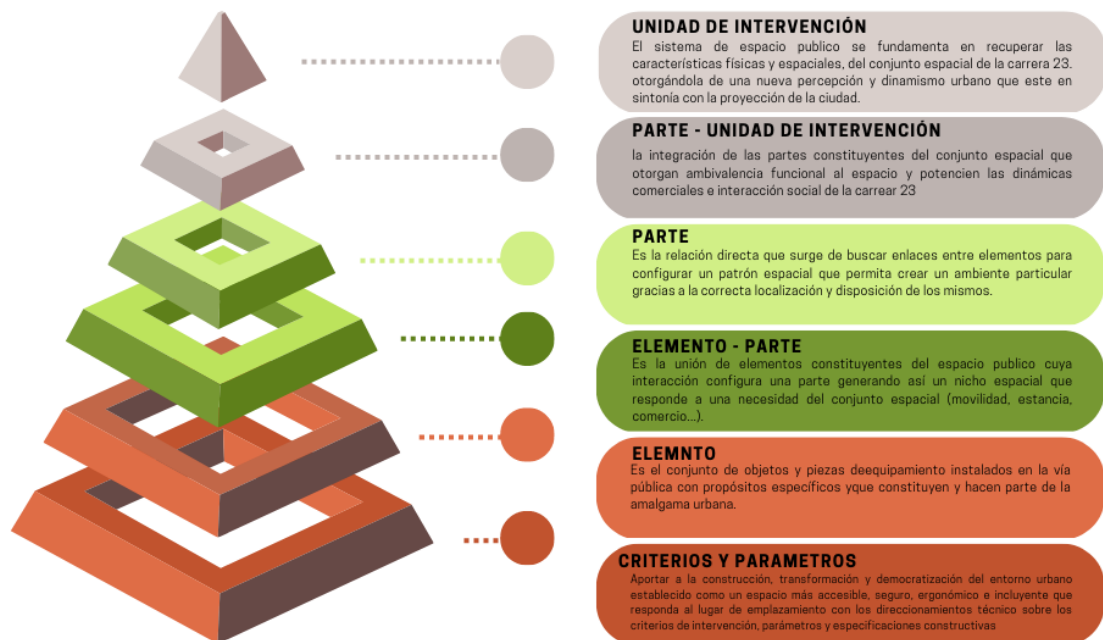 UNIDAD DE INTERVENCIÓN
El sistema de espacio publico se fundamenta en recuperar las
características físicas y espaciales, del conjunto espacial de la carrera 23.
otorgándola de una nueva percepción y dinamismo urbano que este en
sintonía con la proyección de la ciudad.
PARTE - UNIDAD DE INTERVENCIÓN
la integración de las partes constituyentes del conjunto espacial que
otorgan ambivalencia funcional al espacio y potencien las dinámicas
comerciales e interacción social de la carrear 23
PARTE
Es la relación directa que surge de buscar enlaces entre elementos para
configurar un patrón espacial que permita crear un ambiente particular
gracias a la correcta localización y disposición de los mismos.
ELEMENTO - PARTE
Es la unión de elementos constituyentes del espacio publico cuya
interacción configura una parte generando así un nicho espacial que
responde a una necesidad del conjunto espacial (movilidad, estancia,
comercio...).
ELEMNTO
Es el conjunto de objetos y piezas deequipamiento instalados en la vía
pública con propósitos específicos yque constituyen y hacen parte de la
amalgama urbana.
CRITERIOS Y PARAMETROS
Aportar a la construcción, transformación y democratización del entorno urbano
establecido como un espacio más accesible, seguro, ergonómico e incluyente que
responda al lugar de emplazamiento con los direccionamientos técnico sobre los
criterios de intervención, parámetros y especificaciones constructivas